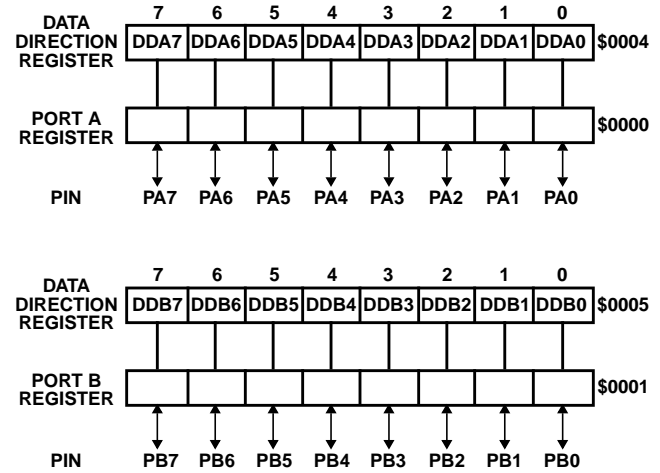 7 6 5 4 3 2 1 0
DATA
DIRECTION
REGISTER
DDA7 DDA6 DDA5 DDA4 DDA3 DDA2 DDA1 DDA0 $0004
PORT A
REGISTER
$0000
PIN PA7 PA6 PA5 PA4 PA3 PA2 PA1 PA0
7 6 5 4 3 2 1 0
DATA
DIRECTION
REGISTER
DDB7 DDB6 DDB5 DDB4 DDB3 DDB2 DDB1 DDB0 $0005
PORT B
REGISTER
$0001
PIN PB7 PB6 PB5 PB4 PB3 PB2 PB1 PB0